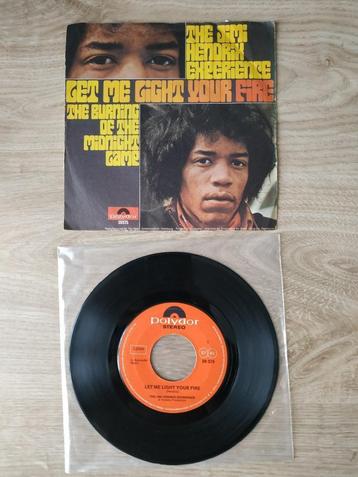 THE JIMI
HENDRIX
EXPERIENCE
LET ME LIGHT YOUR FIRE
THE BURNING
OF THE
MIDNIGHT
LAMP
Polydor
Polydor
STEREO
LET ME LIGHT YOUR FIRE
THE JIMI HENDRIX EXPERIENCE